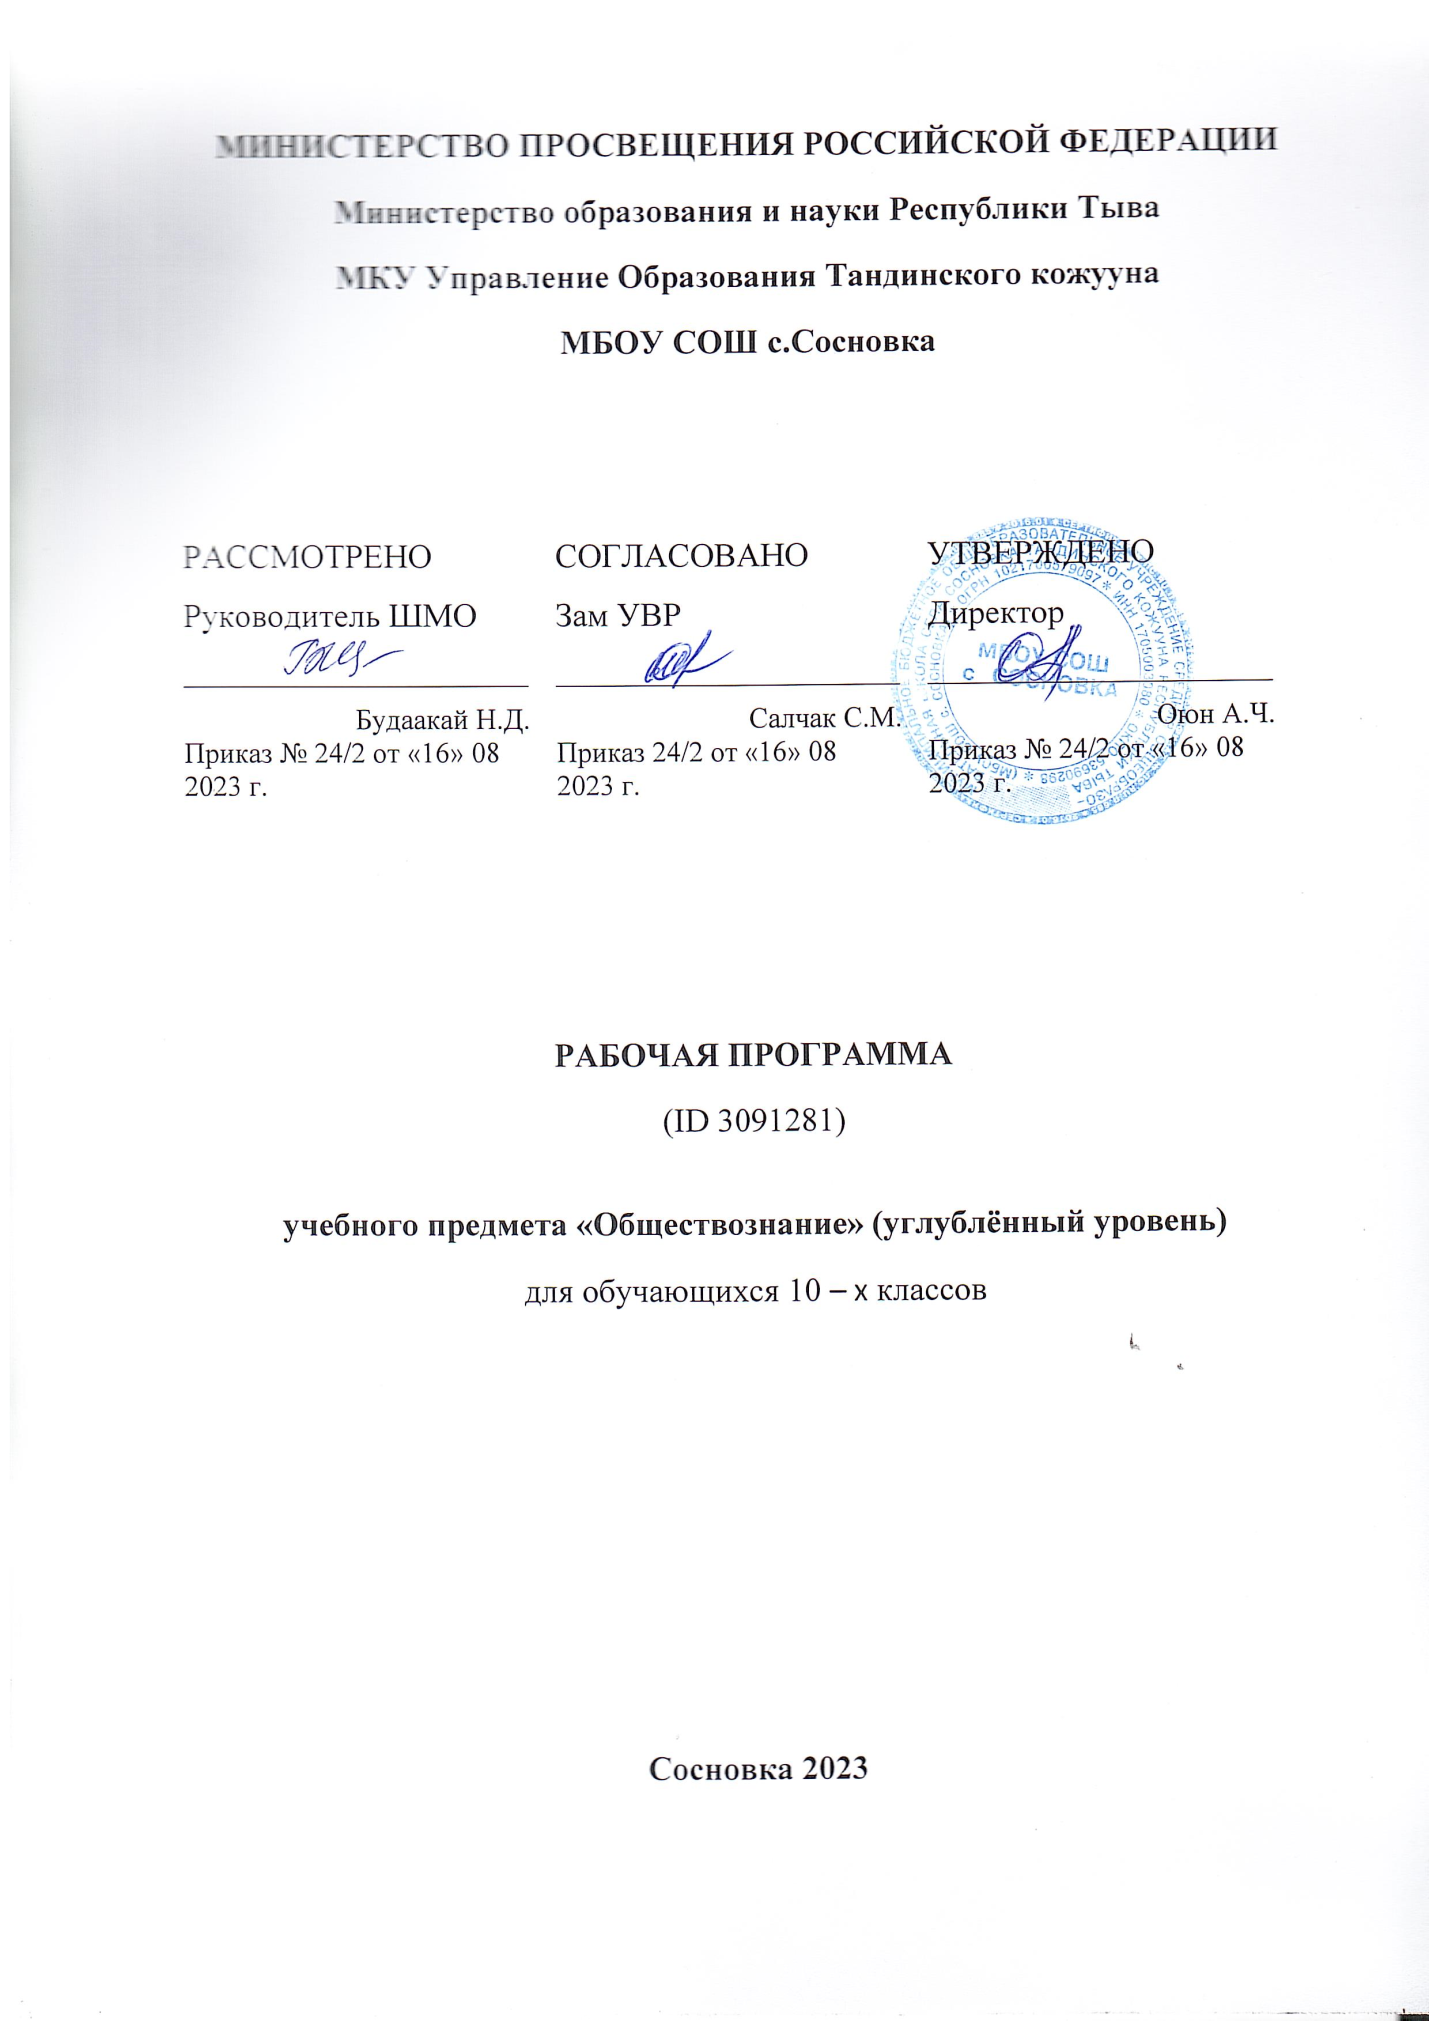 МИНИСТЕРСТВО ПРОСВЕЩЕНИЯ РОССИЙСКОЙ ФЕДЕРАЦИИ
Министерство образования и науки Республики Тыва
МКУ Управление Образования Тандинского кожууна
МБОУ СОШ с.Сосновка
РАССМОТРЕНО
Руководитель ШМО
Будаакай Н.Д.
Приказ № 24/2 от «16» 08
2023 г.
СОГЛАСОВАНО
Зам УВР
Салчак С.М.
Приказ 24/2 от «16» 08
2023 г.
УТВЕРЖДЕНО
Директор
МБОУ СОШ
с СОСНОВКА
Оюн А.Ч.
Приказ № 24/2 от «16» 08
2023 г.
РАБОЧАЯ ПРОГРАММА
(ID 3091281)
учебного предмета «Обществознание» (углублённый уровень)
для обучающихся 10 – х классов
Сосновка 2023